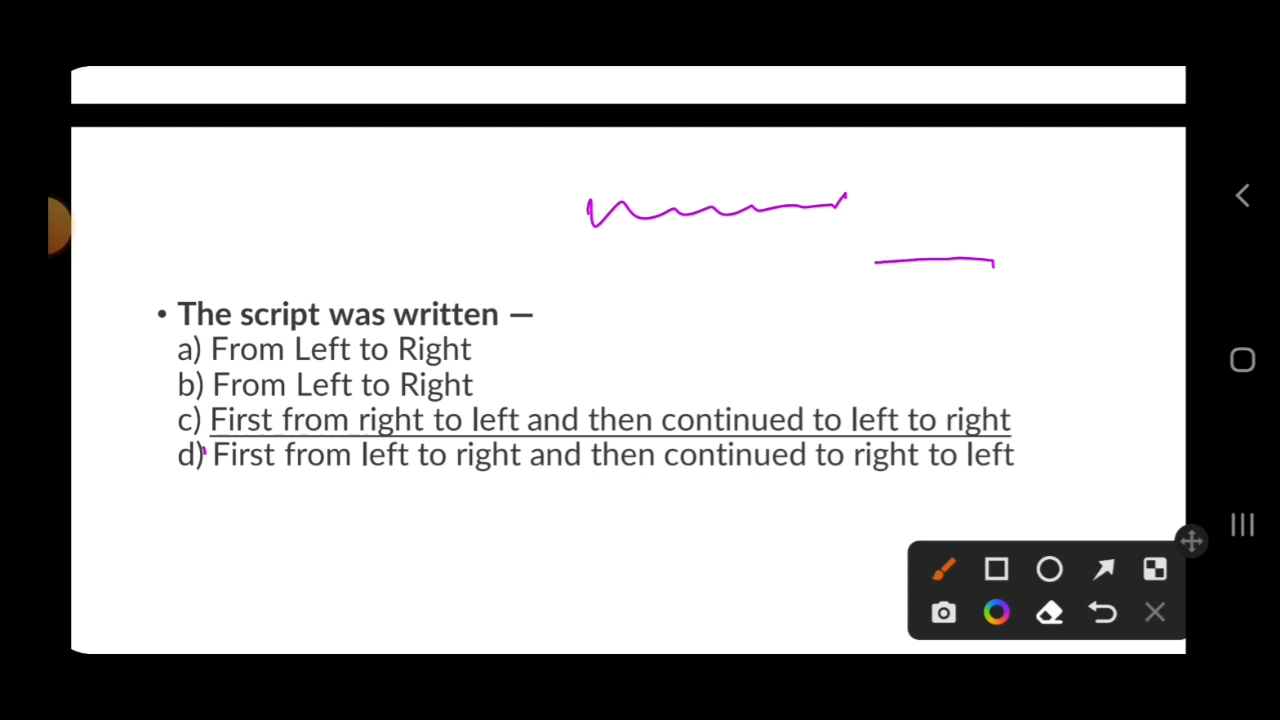 • The script was written —
a) From Left to Right
b) From Left to Right
c) First from right to left and then continued to left to right
d) First from left to right and then continued to right to left